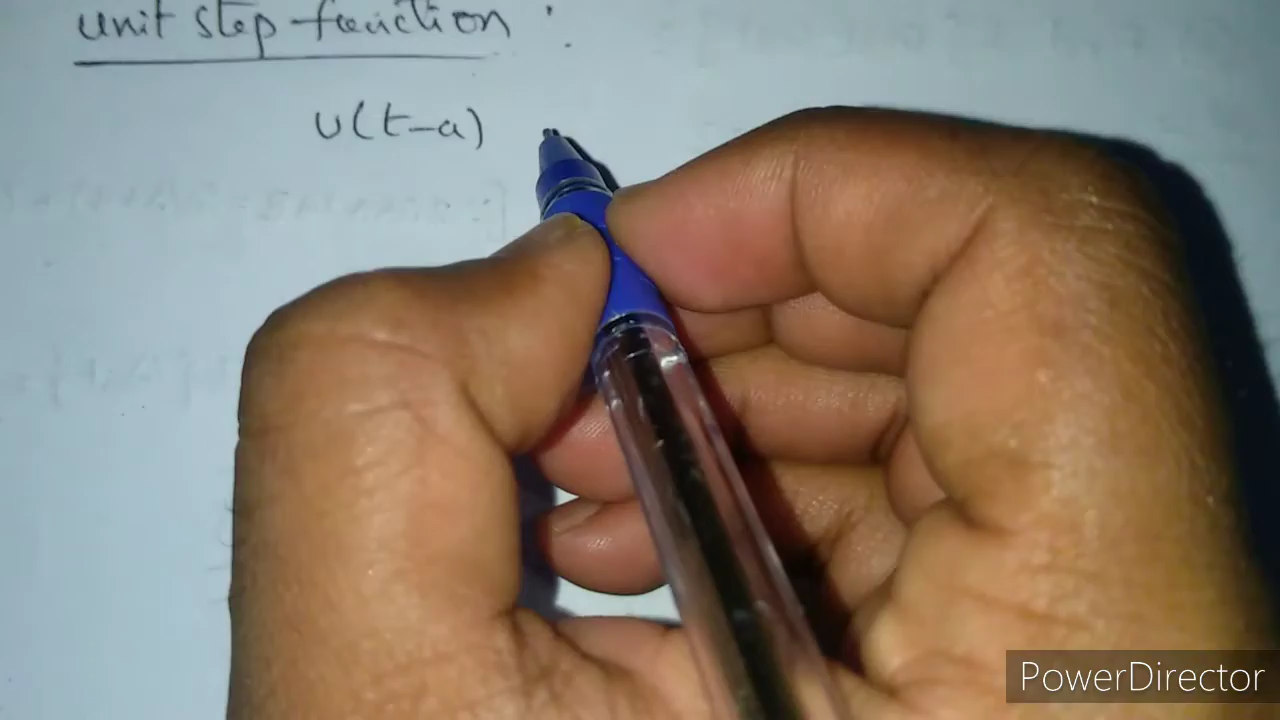 unit step function :
U(t-a)
PowerDirector